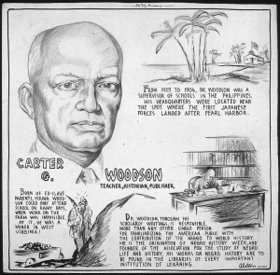 FROM 1903 TO 1906, DR. WOODSON WAS A
SUPERVISOR OF SCHOOLS IN THE PHILIPPINES.
HIS HEADQUARTERS WERE LOCATED NEAR
THE SPOT WHERE THE FIRST JAPANESE
FORCES LANDED AFTER PEARL HARBOR.
CARTER
G.
WOODSON
TEACHER, HISTORIAN, PUBLISHER.
BORN OF EX-SLAVE
PARENTS, YOUNG WOOD-
SON COULD ONLY ATTEND
SCHOOL ON RAINY DAYS,
WHEN WORK ON THE
FARM WAS IMPOSSIBLE.
AT 17, HE WAS A
MINER IN WEST
VIRGINIA!
DR. WOODSON, THROUGH HIS
SCHOLARLY WRITINGS, IS RESPONSIBLE,
MORE THAN ANY OTHER SINGLE PERSON
FOR FAMILIARIZING THE AMERICAN PUBLIC WITH
THE CONTRIBUTION OF THE NEGRO TO WORLD HISTORY.
HE IS THE ORIGINATOR OF NEGRO HISTORY WEEK, AND
FOUNDER OF THE ASSOCIATION FOR THE STUDY OF NEGRO
LIFE AND HISTORY. HIS WORKS ON NEGRO HISTORY ARE TO
BE FOUND IN THE LIBRARIES OF EVERY IMPORTANT
INSTITUTION OF LEARNING.